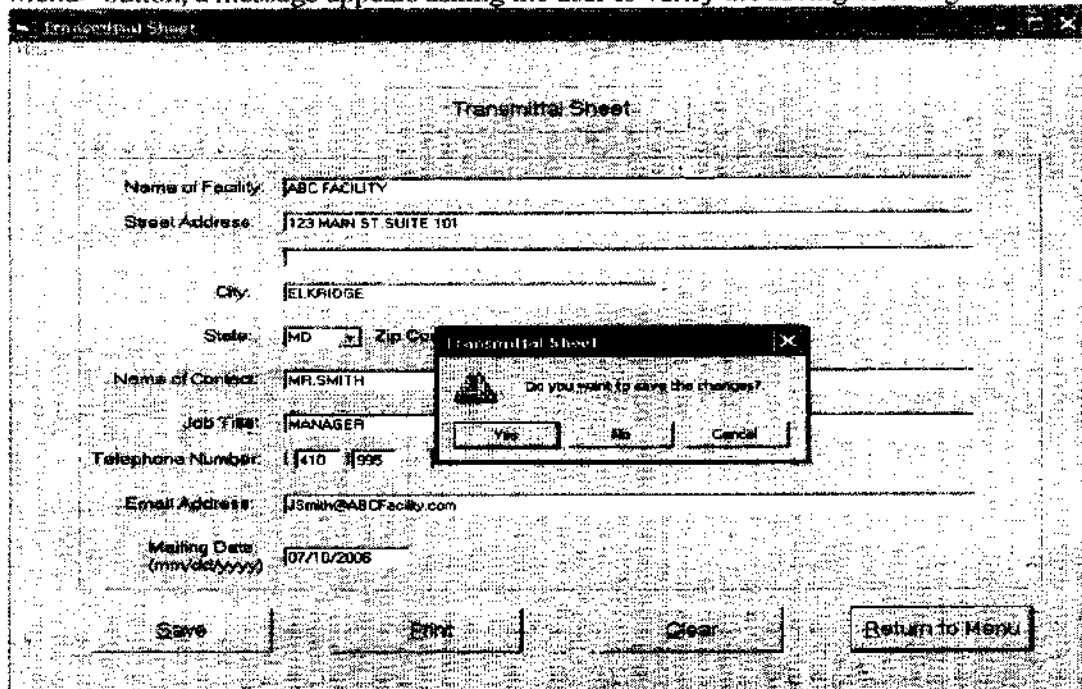 Transmittal Sheet
Transmittal Sheet
Name of Facility: ABC FACILITY
Street Address: 123 MAIN ST. SUITE 101
City: ELKRIDGE
State: MD Zip
Transmittal Sheet
Do you want to save the changes?
Yes No Cancel
Name of Contact: MR.SMITH
Job Title: MANAGER
Telephone Number: (410 )995
Email Address: JSmith@ABCFacility.com
Mailing Date:
(mm/dd/yyyy) 07/10/2006
Save Print Clear Return to Menu